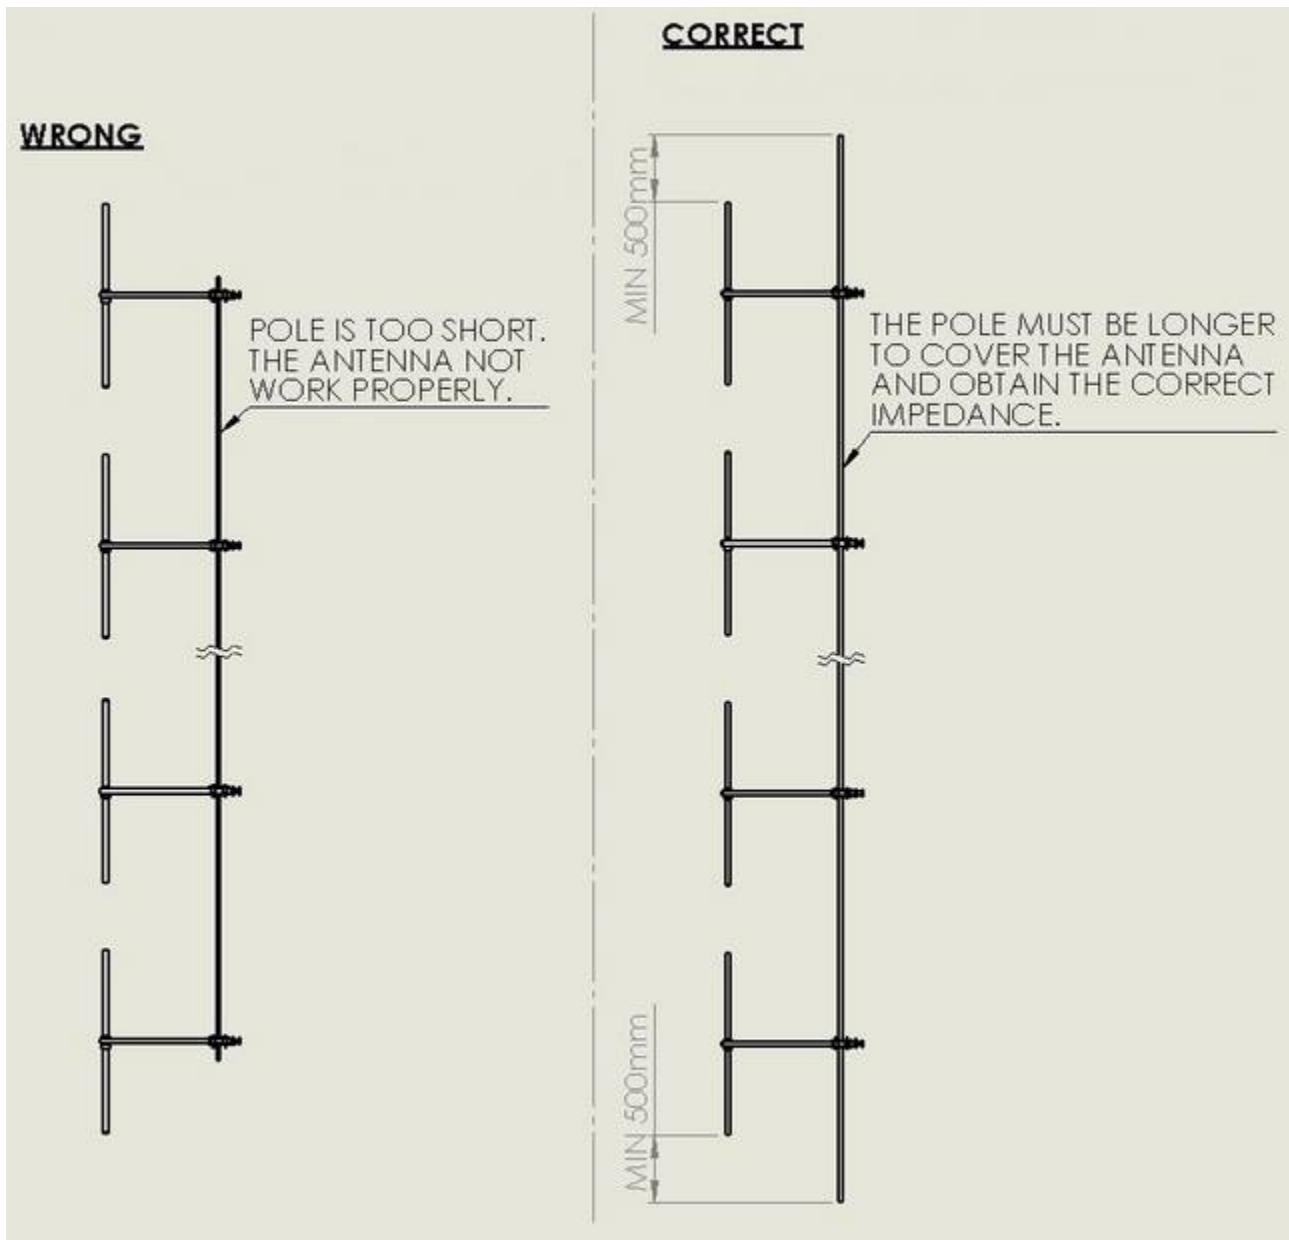 WRONG
POLE IS TOO SHORT.
THE ANTENNA NOT
WORK PROPERLY.
CORRECT
MIN 500mm
THE POLE MUST BE LONGER
TO COVER THE ANTENNA
AND OBTAIN THE CORRECT
IMPEDANCE.
MIN 500mm